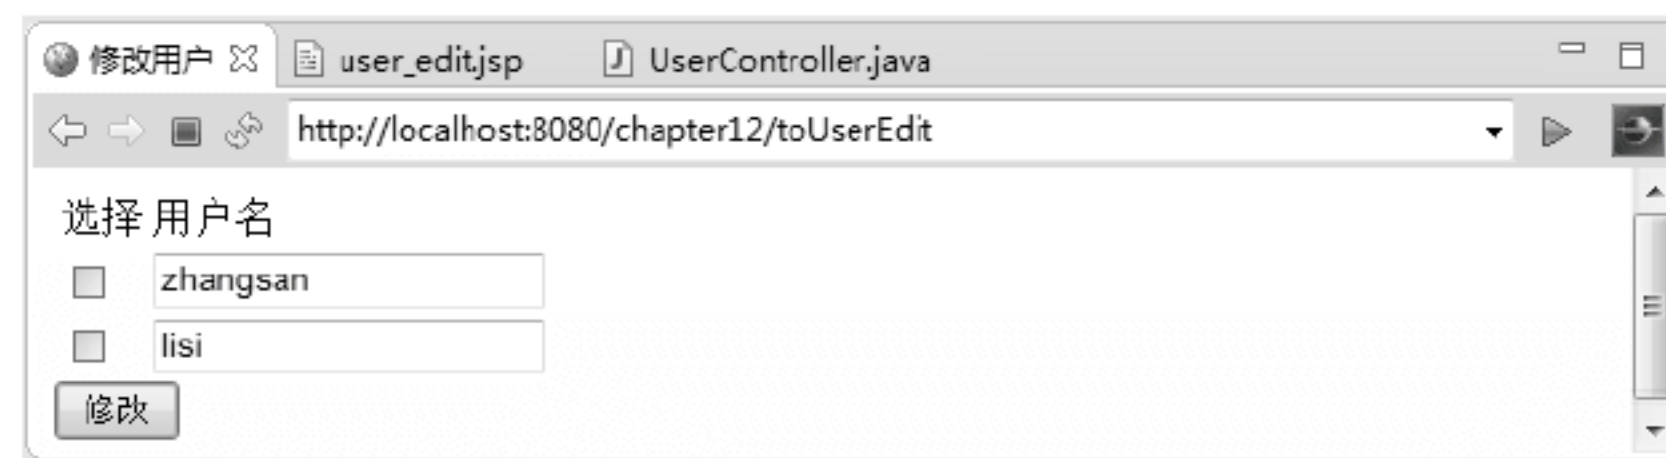 修改用户 user_edit.jsp UserController.java
http://localhost:8080/chapter12/toUserEdit
选择 用户名
zhangsan
lisi
修改